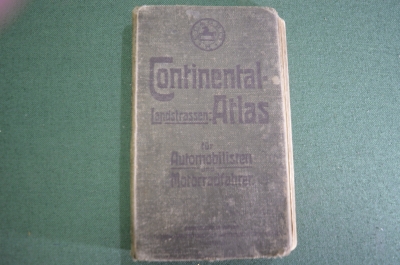 Continental-
Landstrassen-Atlas
für
Automobilisten
Motorradfahrer